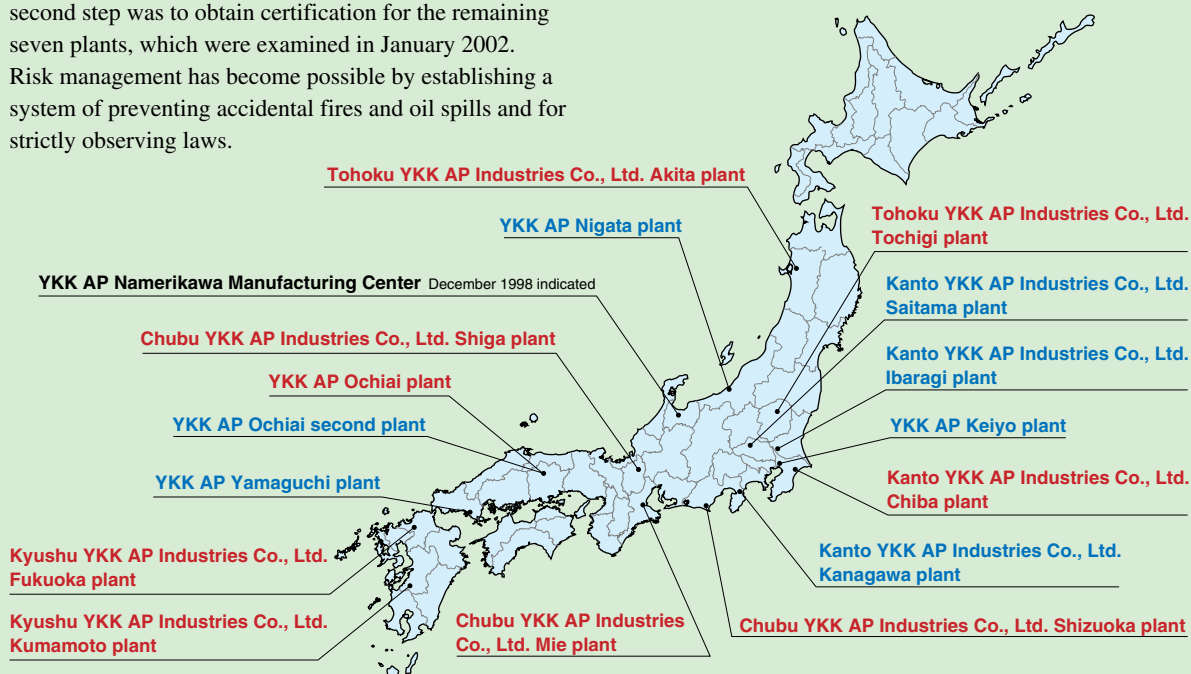 second step was to obtain certification for the remaining
seven plants, which were examined in January 2002.
Risk management has become possible by establishing a
system of preventing accidental fires and oil spills and for
strictly observing laws.
Tohoku YKK AP Industries Co., Ltd. Akita plant
YKK AP Nigata plant
YKK AP Namerikawa Manufacturing Center December 1998 indicated
Chubu YKK AP Industries Co., Ltd. Shiga plant
YKK AP Ochiai plant
YKK AP Ochiai second plant
YKK AP Yamaguchi plant
Kyushu YKK AP Industries Co., Ltd.
Fukuoka plant
Kyushu YKK AP Industries Co., Ltd.
Kumamoto plant
Tohoku YKK AP Industries Co., Ltd.
Tochigi plant
Kanto YKK AP Industries Co., Ltd.
Saitama plant
Kanto YKK AP Industries Co., Ltd.
Ibaragi plant
YKK AP Keiyo plant
Kanto YKK AP Industries Co., Ltd.
Chiba plant
Kanto YKK AP Industries Co., Ltd.
Kanagawa plant
Chubu YKK AP Industries Co., Ltd. Shizuoka plant
Chubu YKK AP Industries
Co., Ltd. Mie plant